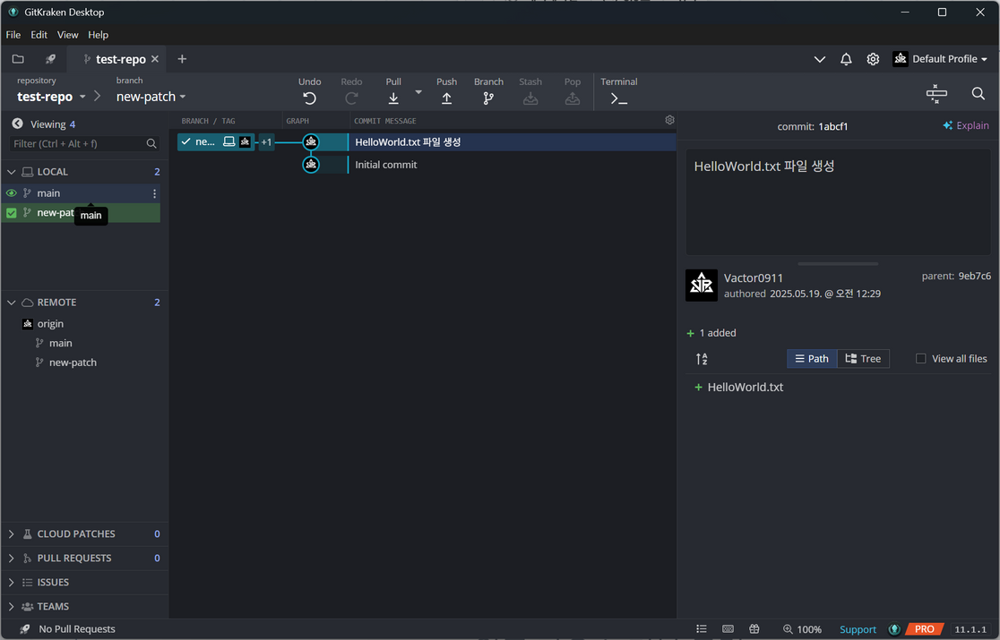 GitKraken Desktop
File Edit View Help
test-repo
Default Profile
repository
test-repo
branch
new-patch
Undo
Redo
Pull
Push
Branch
Stash
Pop
Terminal
Viewing 4
Filter (Ctrl + Alt + f)
LOCAL 2
main
new-pat
main
REMOTE 2
origin
main
new-patch
CLOUD PATCHES 0
PULL REQUESTS 0
ISSUES
TEAMS
BRANCH / TAG GRAPH COMMIT MESSAGE
ne... +1 HelloWorld.txt 파일 생성
Initial commit
commit: 1abcf1
Explain
HelloWorld.txt 파일 생성
Vactor0911
authored 2025.05.19. @ 오전 12:29
parent: 9eb7c6
+ 1 added
Path Tree View all files
+ HelloWorld.txt
No Pull Requests
100% Support PRO 11.1.1